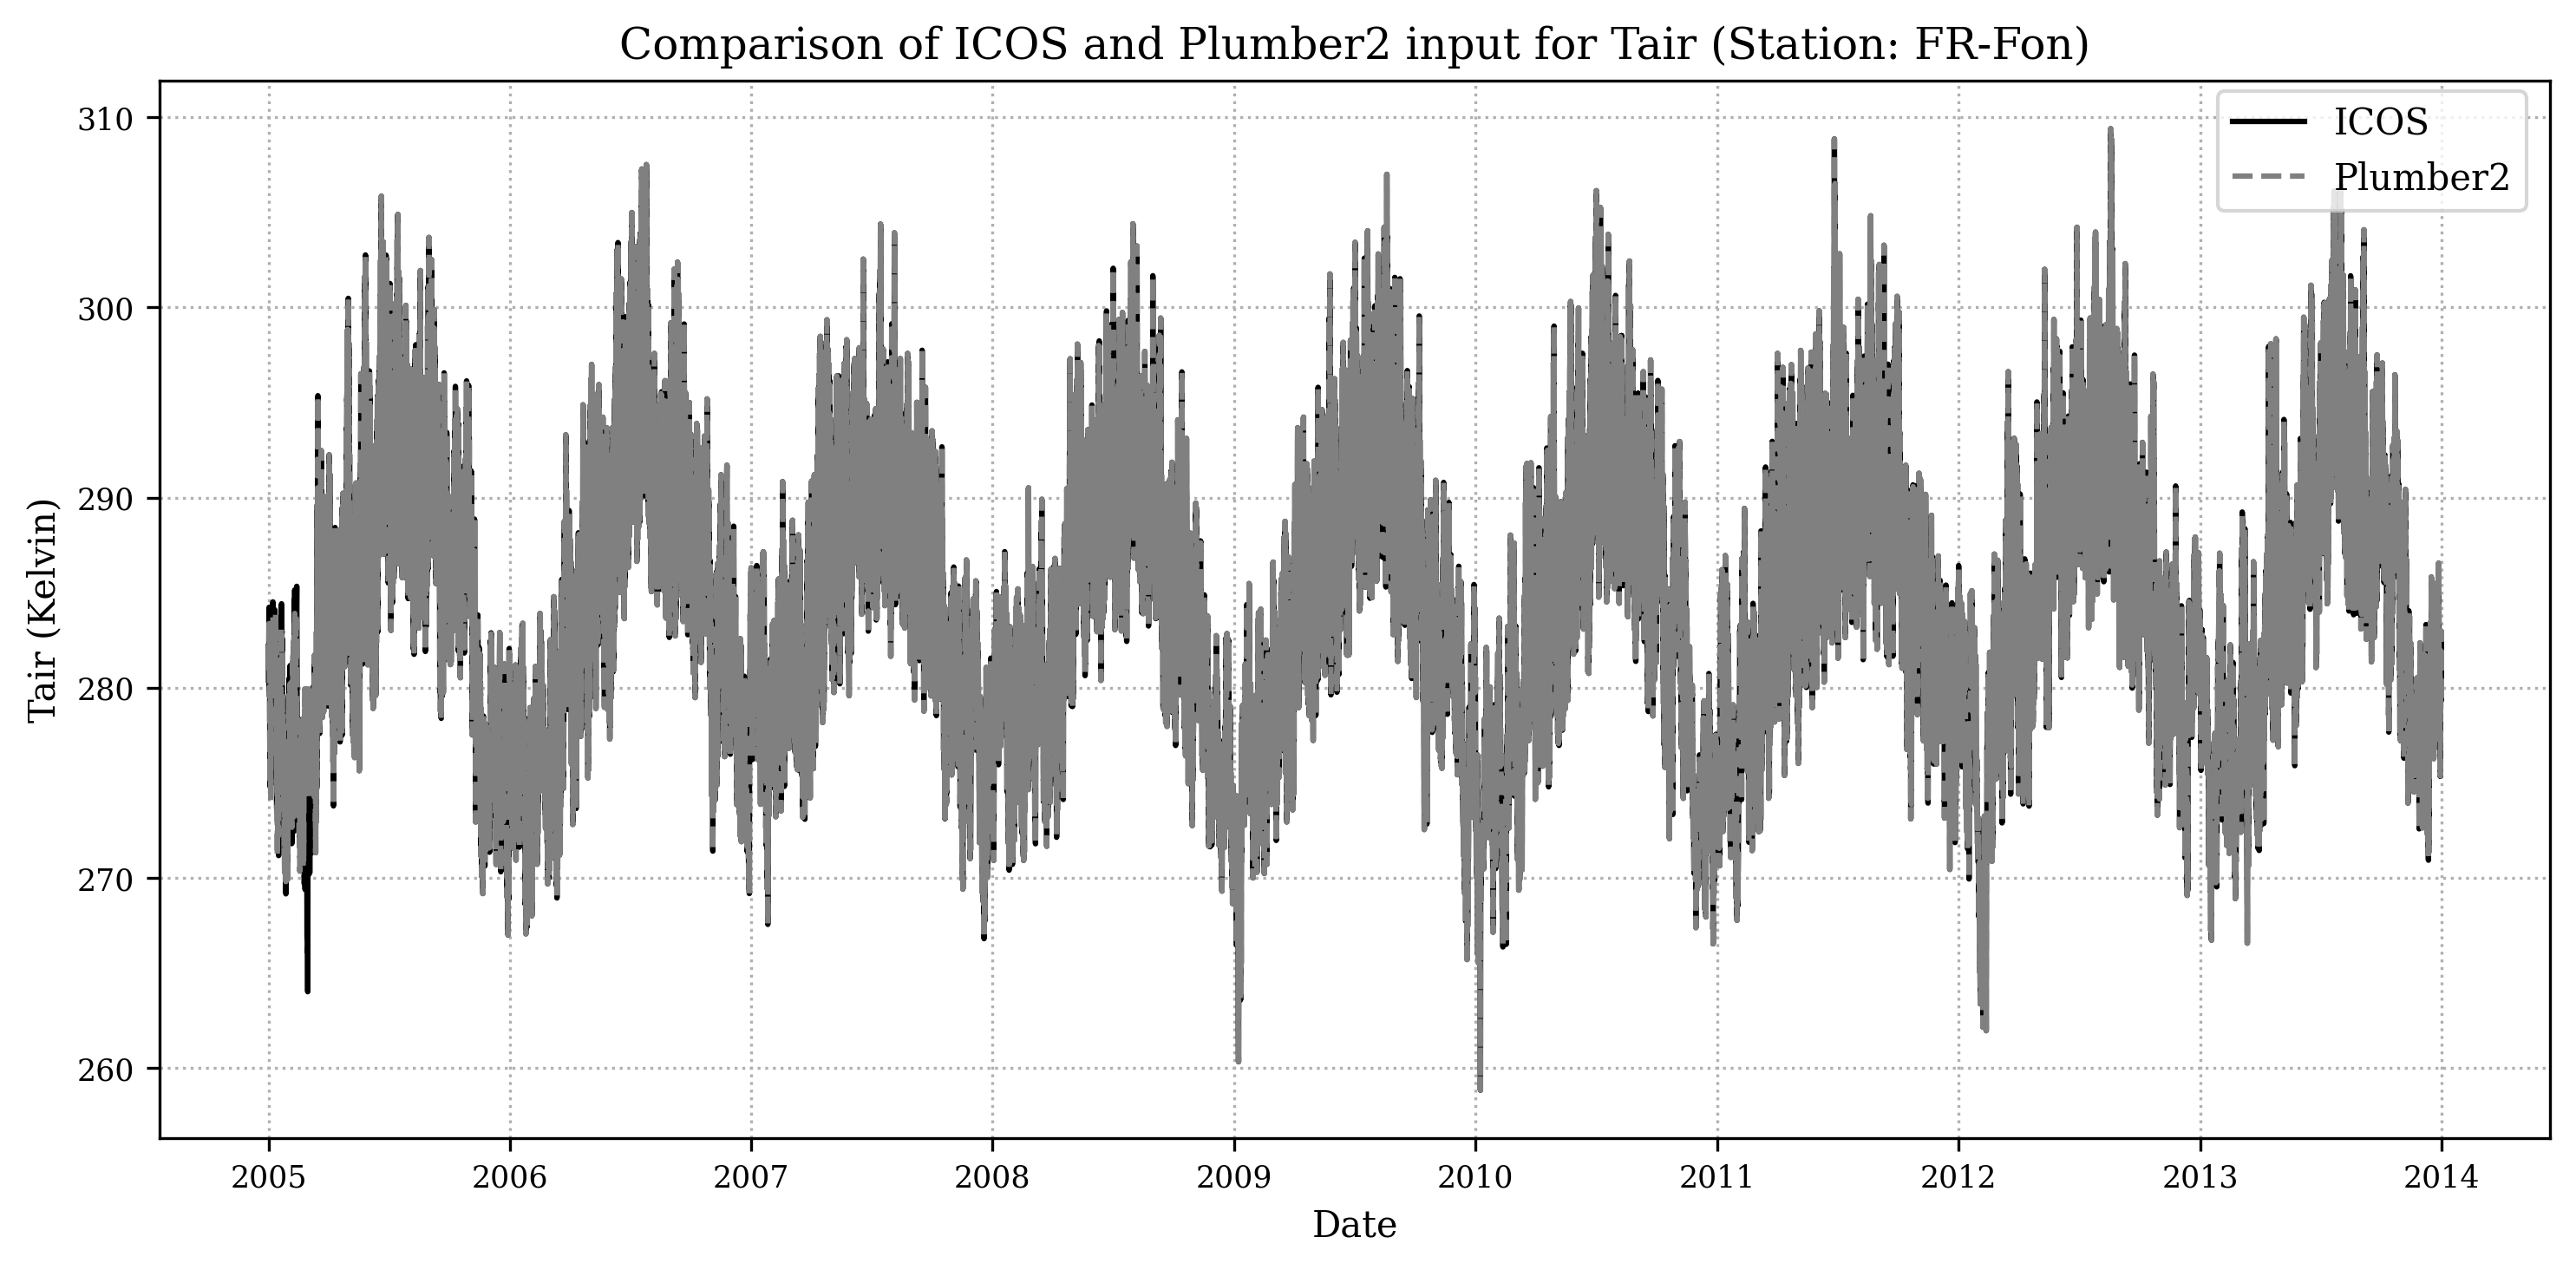 Comparison of ICOS and Plumber2 input for Tair (Station: FR-Fon)
ICOS
Plumber2
310
300
290
280
270
260
Tair (Kelvin)
2005 2006 2007 2008 2009 2010 2011 2012 2013 2014
Date